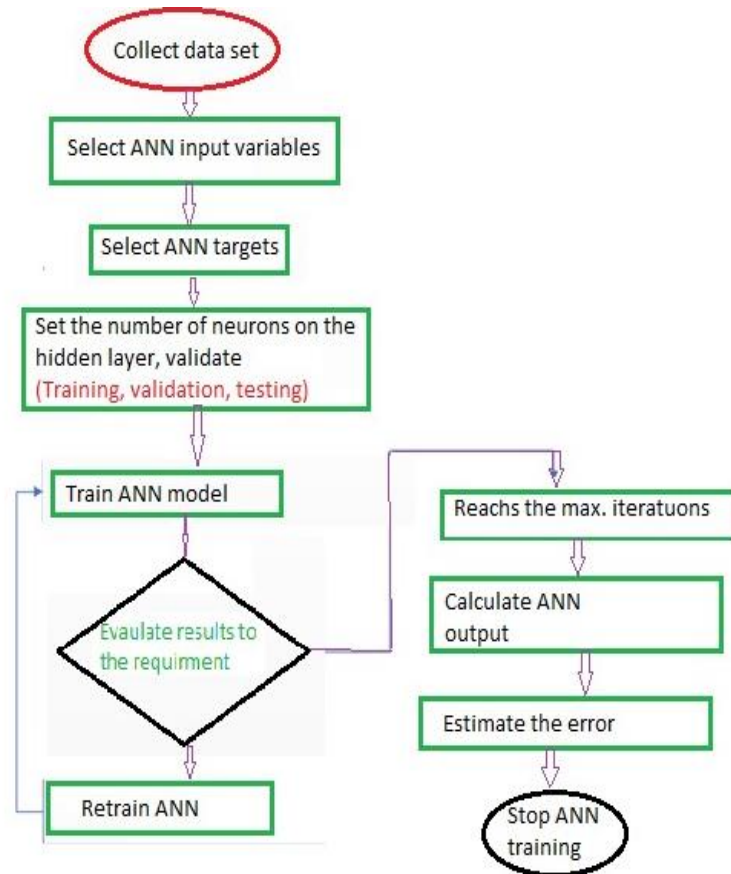 Collect data set
Select ANN input variables
Select ANN targets
Set the number of neurons on the
hidden layer, validate
(Training, validation, testing)
Train ANN model
Evaulate results to
the requirment
Retrain ANN
Reachs the max. iteratuons
Calculate ANN
output
Estimate the error
Stop ANN
training